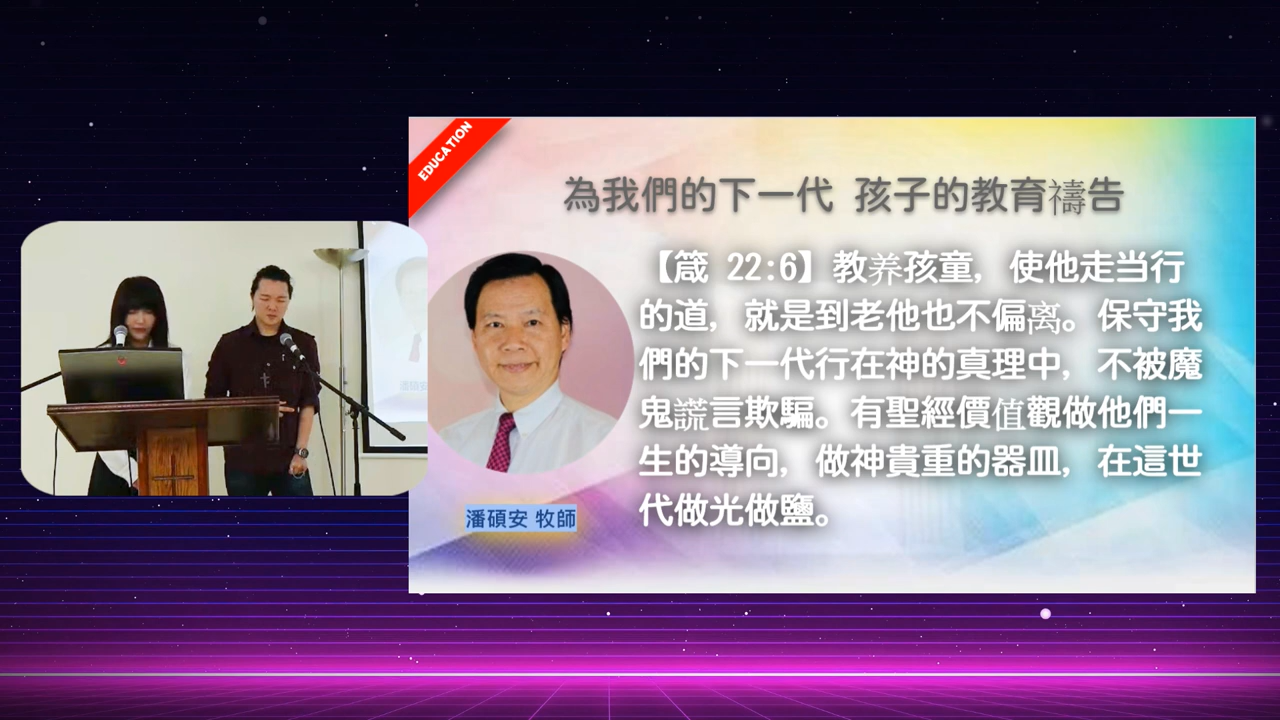 EDUCATION
為我們的下一代 孩子的教育禱告
【箴 22:6】教养孩童，使他走当行
的道，就是到老他也不偏离。保守我
們的下一代行在神的真理中，不被魔
鬼謊言欺騙。有聖經價值觀做他們一
生的導向，做神貴重的器皿，在這世
代做光做鹽。
潘碩安 牧師